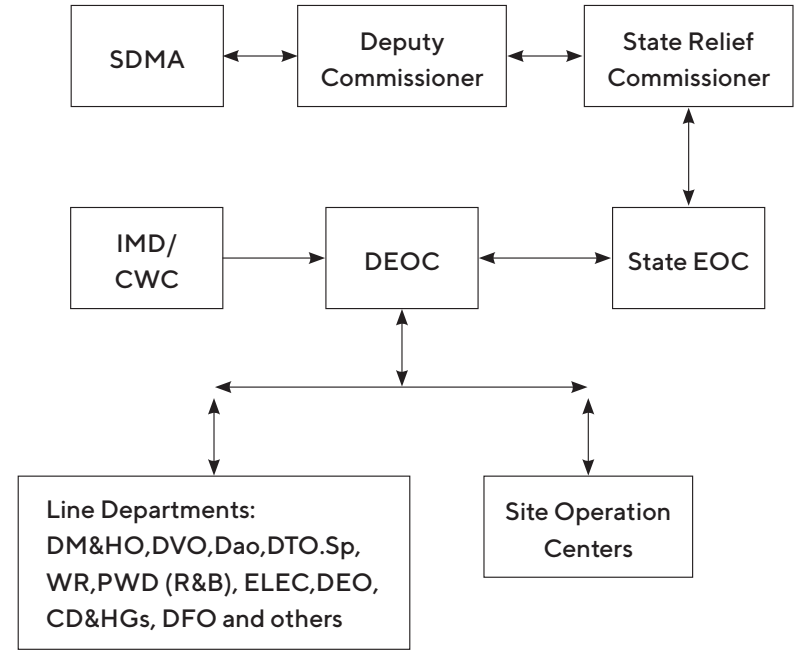 SDMA
Deputy
Commissioner
State Relief
Commissioner
IMD/
CWC
DEOC
State EOC
Line Departments:
DM&HO,DVO,Dao,DTO.Sp,
WR,PWD (R&B), ELEC,DEO,
CD&HGs, DFO and others
Site Operation
Centers